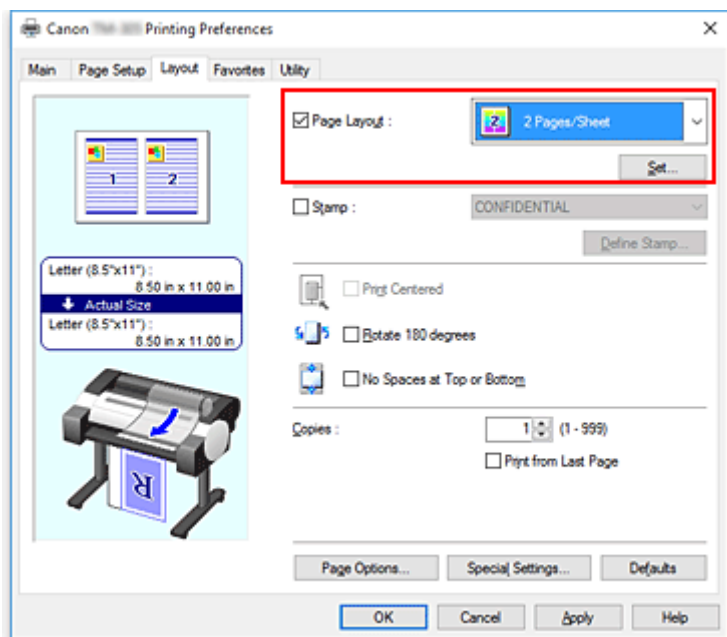 Canon Printing Preferences
Main Page Setup Layout Favorites Utility
1 2
Letter (8.5"x11") :
8.50 in x 11.00 in
Actual Size
Letter (8.5"x11") :
8.50 in x 11.00 in
R
Page Layout :
2 2 Pages/Sheet
Set...
Stamp :
CONFIDENTIAL
Define Stamp...
Print Centered
Rotate 180 degrees
No Spaces at Top or Bottom
Copies :
1 (1 - 999)
Print from Last Page
Page Options... Special Settings... Defaults
OK Cancel Apply Help